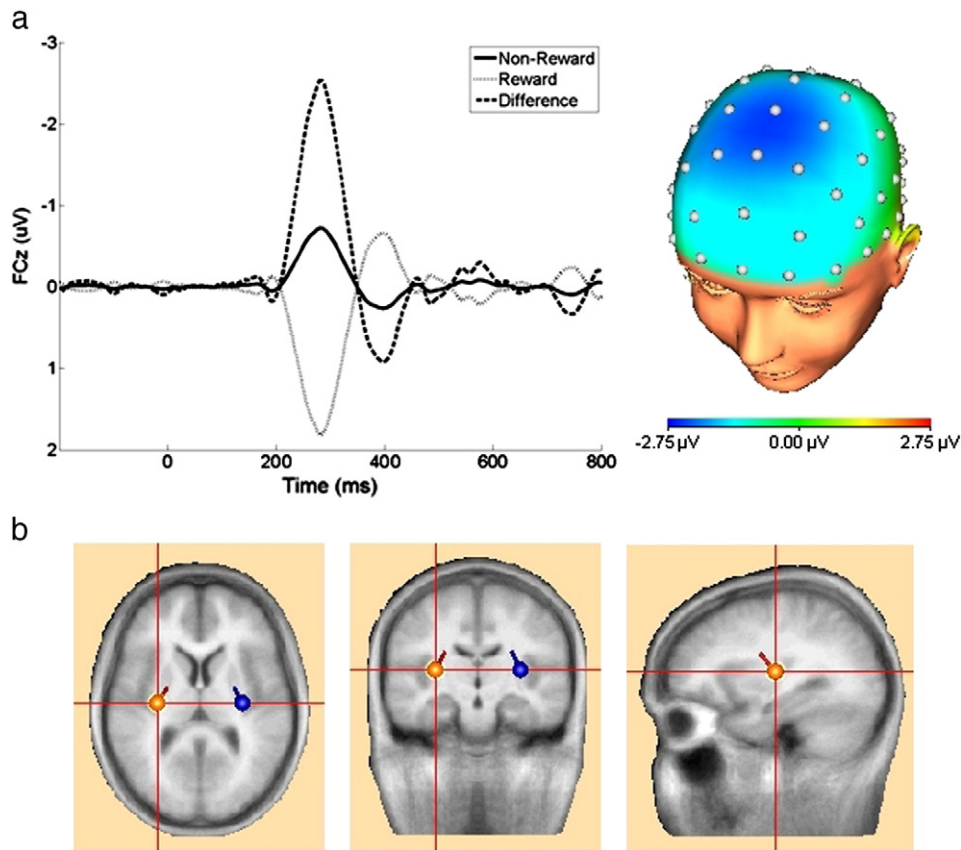 a
-3
-2
-1
0
1
2
FCz (uV)
0 200 400 600 800
Time (ms)
Non-Reward
Reward
Difference
-2.75 µV 0.00 µV 2.75 µV
b